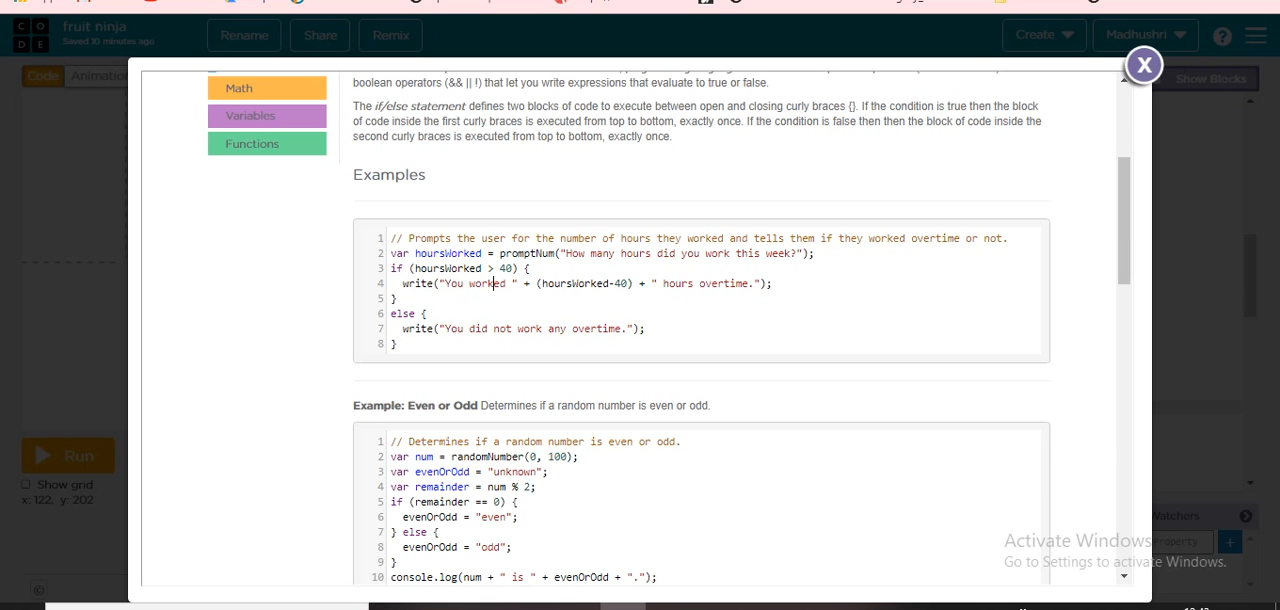 fruit ninja
Saved 10 minutes ago
Rename
Share
Remix
Create
Madhushri
?
X
Code
Animation
Show Blocks
Math
Variables
Functions
boolean operators (&& || !) that let you write expressions that evaluate to true or false.
The if/else statement defines two blocks of code to execute between open and closing curly braces {}. If the condition is true then the block
of code inside the first curly braces is executed from top to bottom, exactly once. If the condition is false then then the block of code inside the
second curly braces is executed from top to bottom, exactly once.
Examples
1 // Prompts the user for the number of hours they worked and tells them if they worked overtime or not.
2 var hoursWorked = promptNum("How many hours did you work this week?");
3 if (hoursWorked > 40) {
4 write("You worked " + (hoursWorked-40) + " hours overtime.");
5 }
6 else {
7 write("You did not work any overtime.");
8 }
Example: Even or Odd Determines if a random number is even or odd.
1 // Determines if a random number is even or odd.
2 var num = randomNumber(0, 100);
3 var evenOrOdd = "unknown";
4 var remainder = num % 2;
5 if (remainder == 0) {
6 evenOrOdd = "even";
7 } else {
8 evenOrOdd = "odd";
9 }
10 console.log(num + " is " + evenOrOdd + ".");
Run
Show grid
x: 122, y: 202
Watchers
Property
+
Activate Windows
Go to Settings to activate Windows.